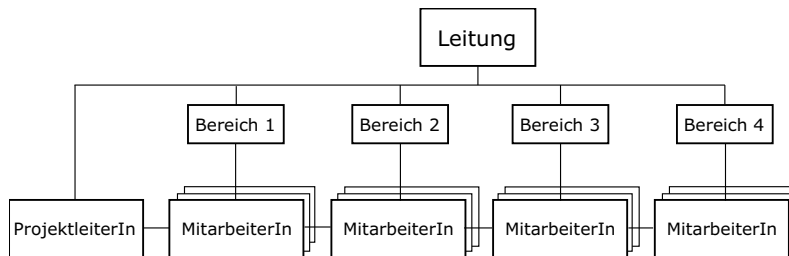 Leitung
Bereich 1
Bereich 2
Bereich 3
Bereich 4
ProjektleiterIn
MitarbeiterIn
MitarbeiterIn
MitarbeiterIn
MitarbeiterIn